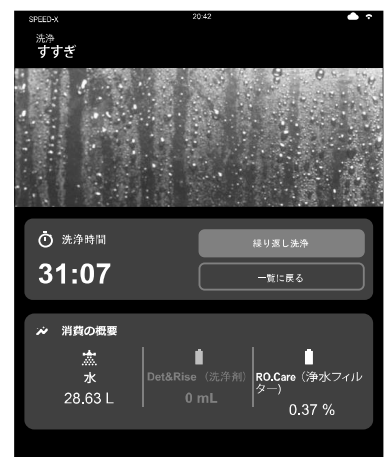 SPEED-X
20:42
洗浄
すすぎ
洗浄時間
31:07
繰り返し洗浄
一覧に戻る
消費の概要
水
28.63 L
Det&Rise（洗浄剤）
0 mL
RO.Care（浄水フィル
ター）
0.37 %